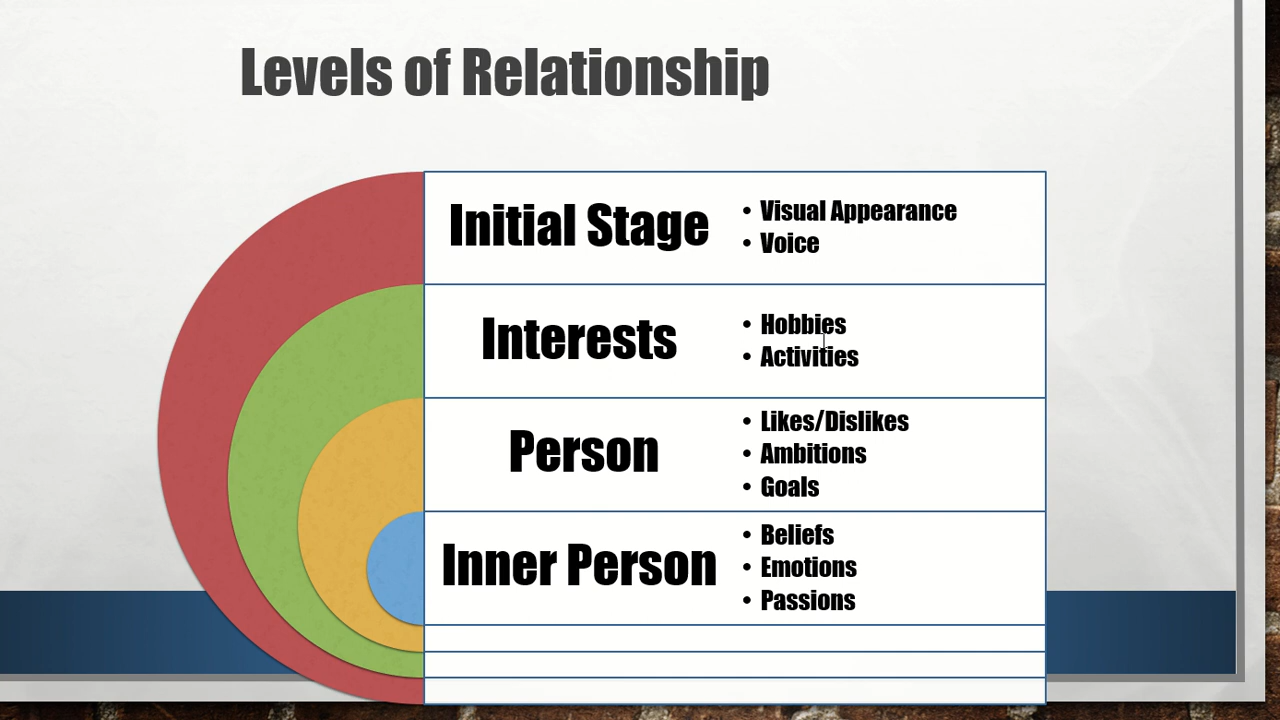 Levels of Relationship
Initial Stage
• Visual Appearance
• Voice
Interests
• Hobbies
• Activities
Person
• Likes/Dislikes
• Ambitions
• Goals
Inner Person
• Beliefs
• Emotions
• Passions